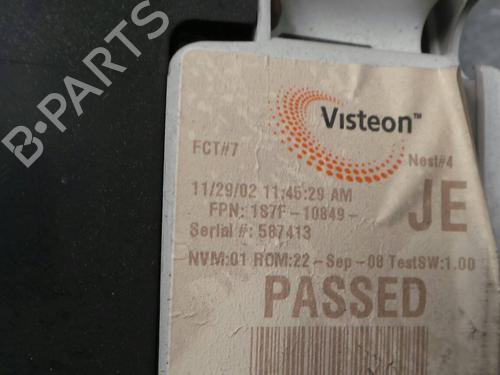 B-PARTS
Visteon™
FCT#7
Nest#4
11/29/02 11:45:29 AM
FPN: 1S7F-10849-
JE
Serial #: 587413
NVM:01 ROM:22-Sep-08 TestSW:1.00
PASSED